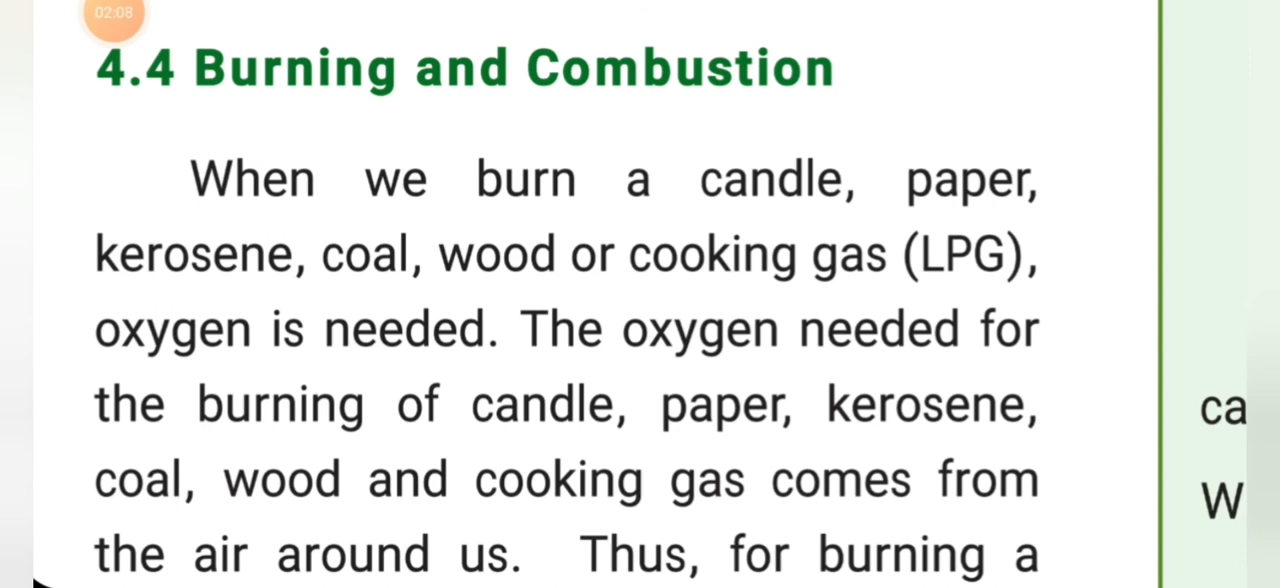 02:08
4.4 Burning and Combustion
When we burn a candle, paper,
kerosene, coal, wood or cooking gas (LPG),
oxygen is needed. The oxygen needed for
the burning of candle, paper, kerosene,
coal, wood and cooking gas comes from
the air around us. Thus, for burning a
ca
W